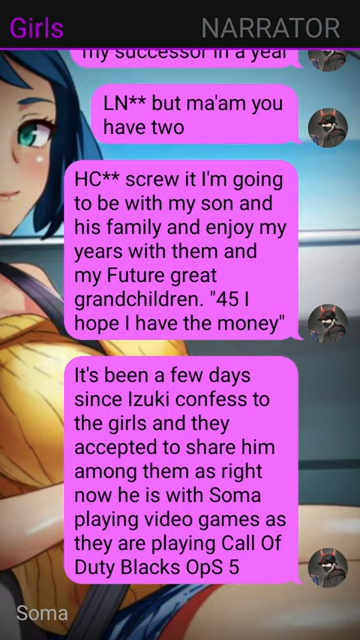 Girls NARRATOR
my successor in a year
LN** but ma'am you
have two
HC** screw it I'm going
to be with my son and
his family and enjoy my
years with them and
my Future great
grandchildren. "45 I
hope I have the money"
It's been a few days
since Izuki confess to
the girls and they
accepted to share him
among them as right
now he is with Soma
playing video games as
they are playing Call Of
Duty Blacks OpS 5
Soma